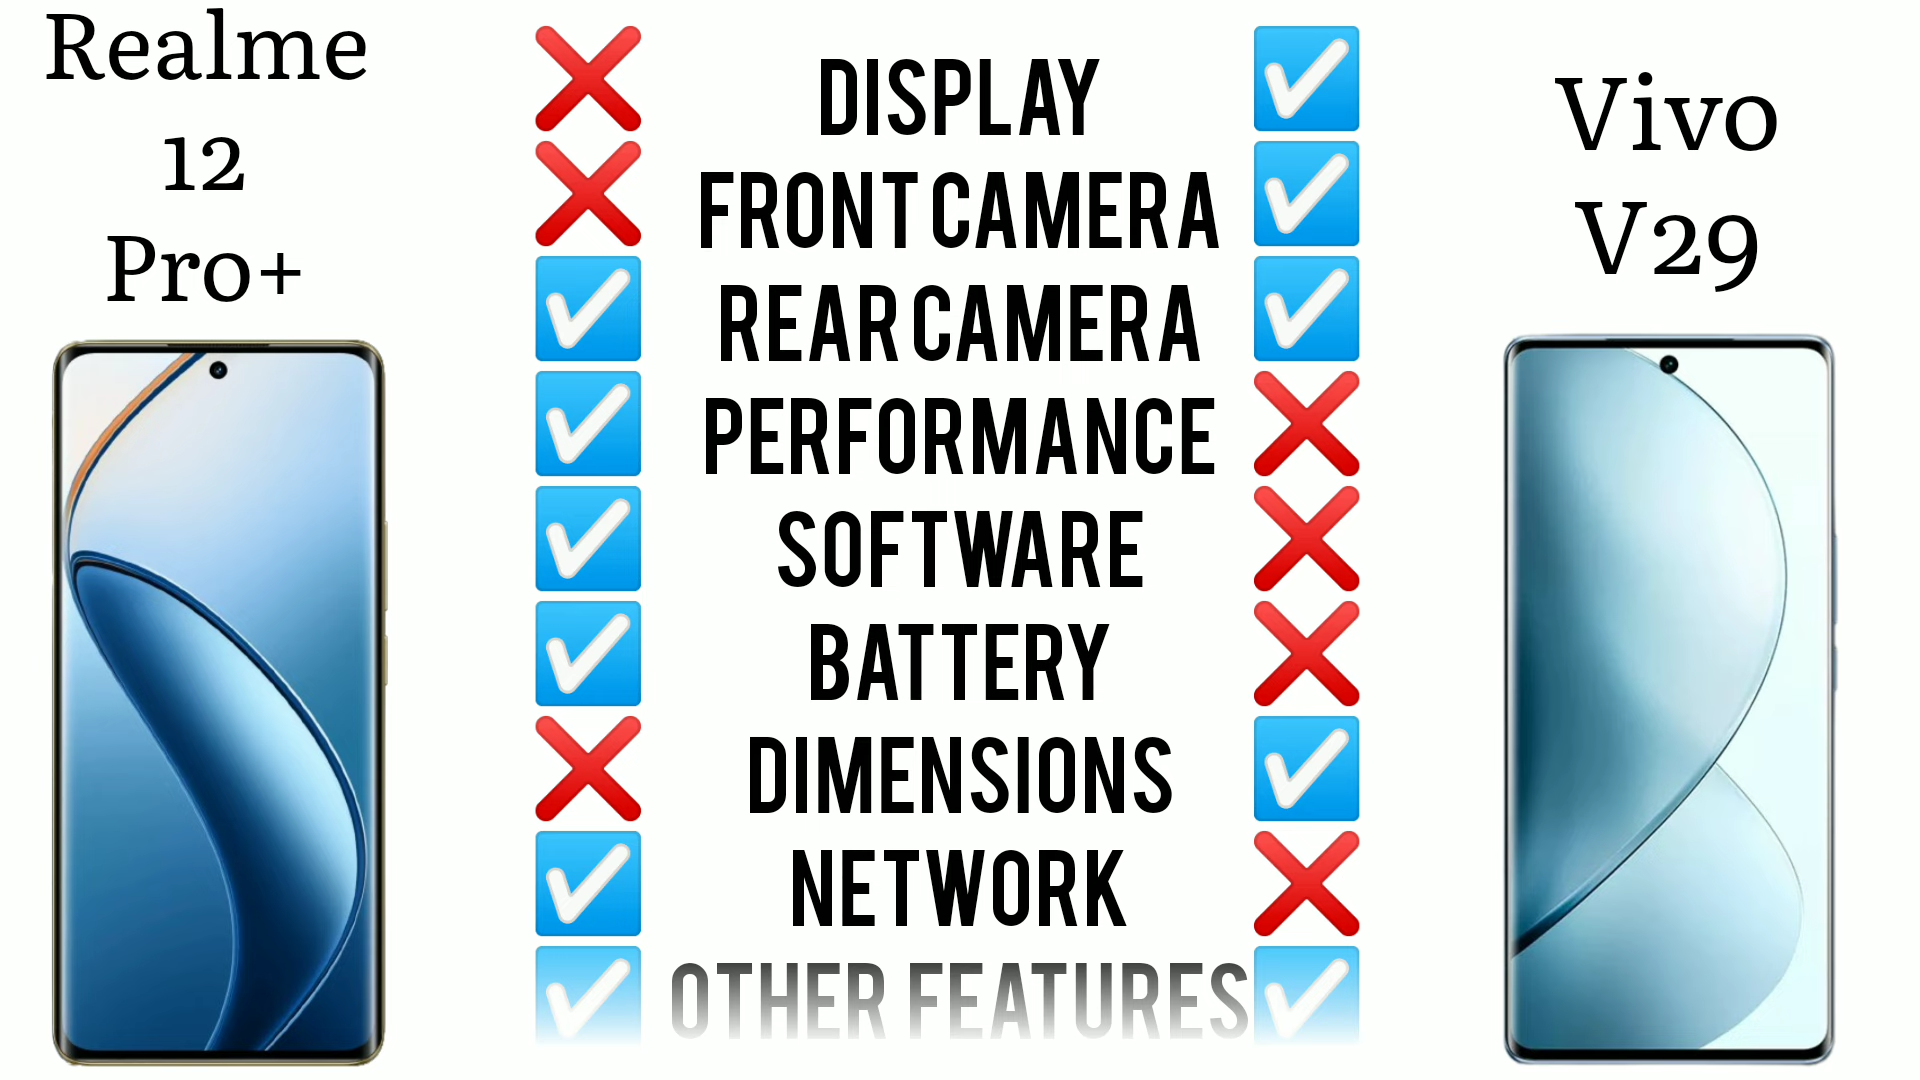 Realme
12
Pro+
DISPLAY
FRONT CAMERA
REAR CAMERA
PERFORMANCE
SOFTWARE
BATTERY
DIMENSIONS
NETWORK
OTHER FEATURES
Vivo
V29